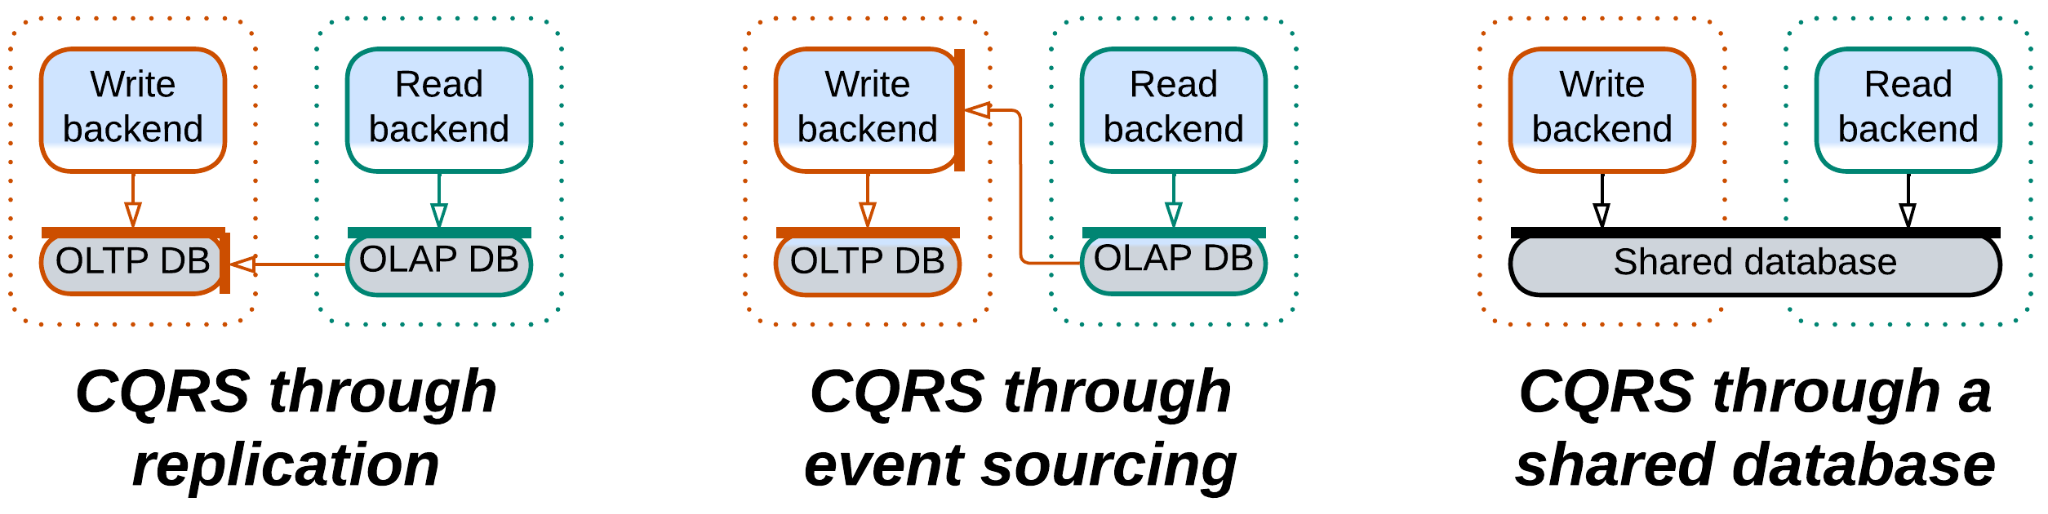 Write
backend
Read
backend
OLTP DB
OLAP DB
CQRS through
replication
Write
backend
Read
backend
OLTP DB
OLAP DB
CQRS through
event sourcing
Write
backend
Read
backend
Shared database
CQRS through a
shared database